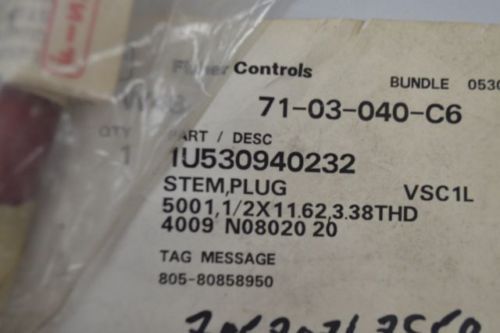 Controls
BUNDLE 0530
71-03-040-C6
QTY
PART / DESC
1
1U530940232
STEM,PLUG VSC1L
5001,1/2X11.62,3.38THD
4009 N08020 20
TAG MESSAGE
805-80858950